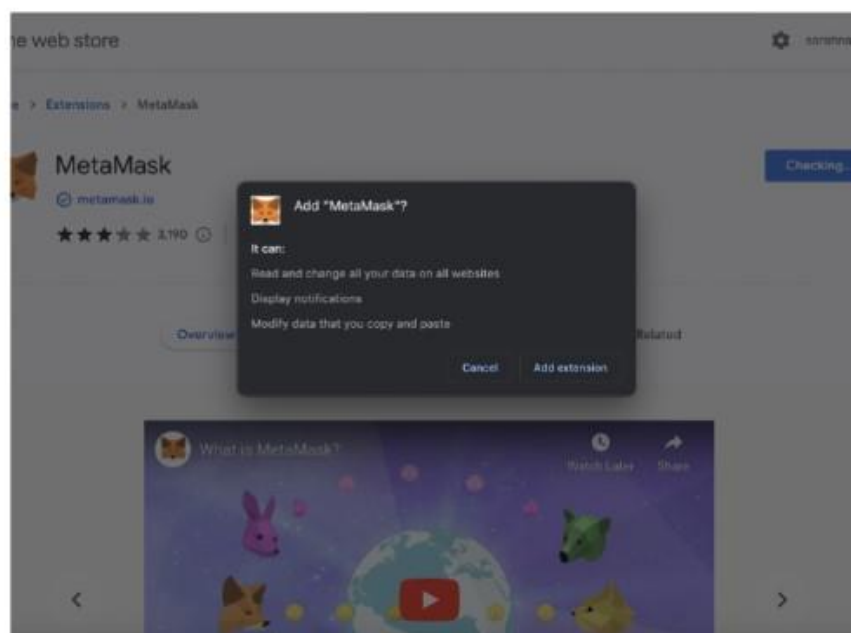 ne web store
Extensions > MetaMask
MetaMask
metamask.io
3,190
Checking...
Add "MetaMask"?
It can:
Read and change all your data on all websites
Display notifications
Modify data that you copy and paste
Cancel
Add extension
Overview
Related
What is MetaMask?
Watch Later
Share